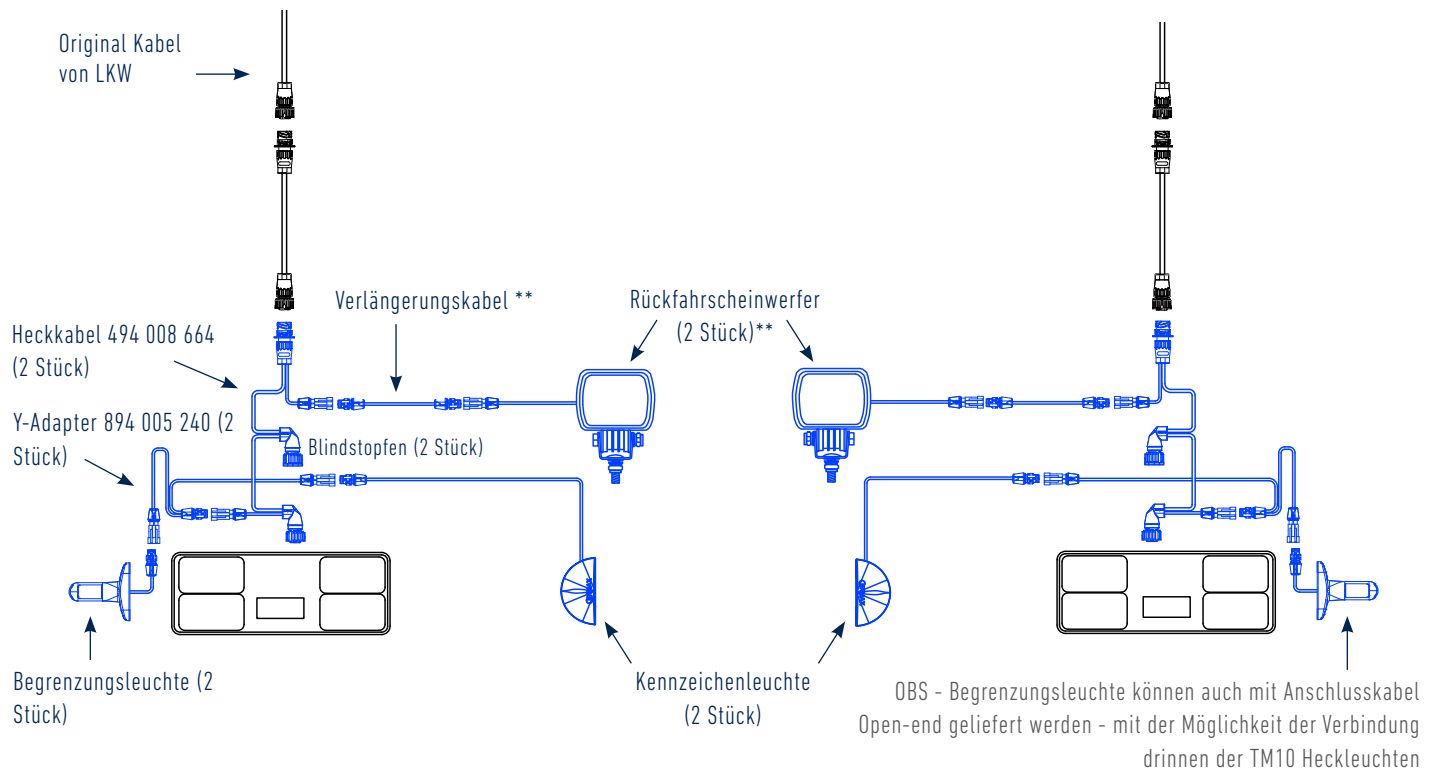 Original Kabel
von LKW
Verlängerungskabel **
Rückfahrscheinwerfer
(2 Stück)**
Heckkabel 494 008 664
(2 Stück)
Y-Adapter 894 005 240 (2
Stück)
Blindstopfen (2 Stück)
Begrenzungsleuchte (2
Stück)
Kennzeichenleuchte
(2 Stück)
OBS - Begrenzungsleuchte können auch mit Anschlusskabel
Open-end geliefert werden - mit der Möglichkeit der Verbindung
drinnen der TM10 Heckleuchten